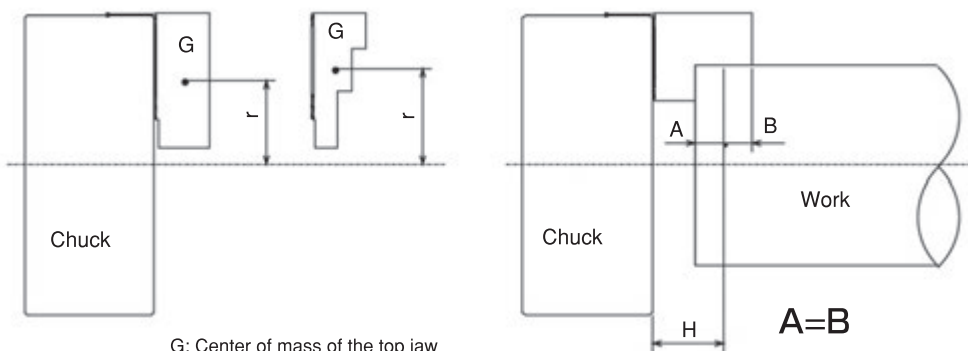 G
r
G
r
Chuck
G: Center of mass of the top jaw
A
B
Work
Chuck
H
A=B